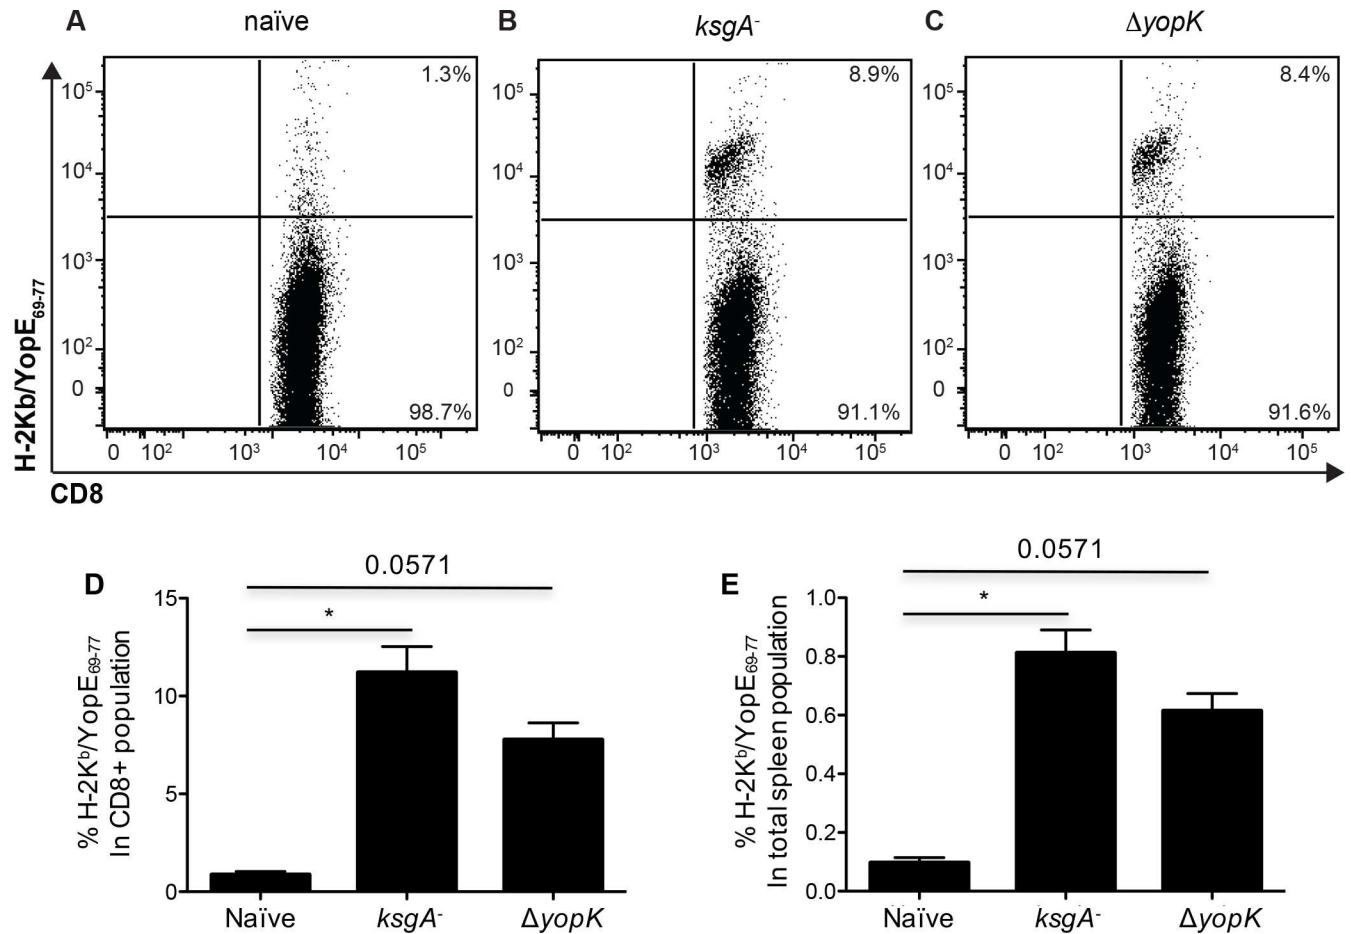 A naïve B ksgA- C ΔyopK
1.3% 8.9% 8.4%
10⁵ 10⁵ 10⁵
10⁴ 10⁴ 10⁴
10³ 10³ 10³
10² 10² 10²
0 0 0
98.7% 91.1% 91.6%
H-2Kb/YopE69-77
0 10² 10³ 10⁴ 10⁵ 0 10² 10³ 10⁴ 10⁵ 0 10² 10³ 10⁴ 10⁵
CD8
D
0.0571
*
% H-2Kᵇ/YopE69-77
In CD8+ population
15
10
5
0
Naïve ksgA- ΔyopK
E
0.0571
*
% H-2Kᵇ/YopE69-77
In total spleen population
1.0
0.8
0.6
0.4
0.2
0.0
Naïve ksgA- ΔyopK